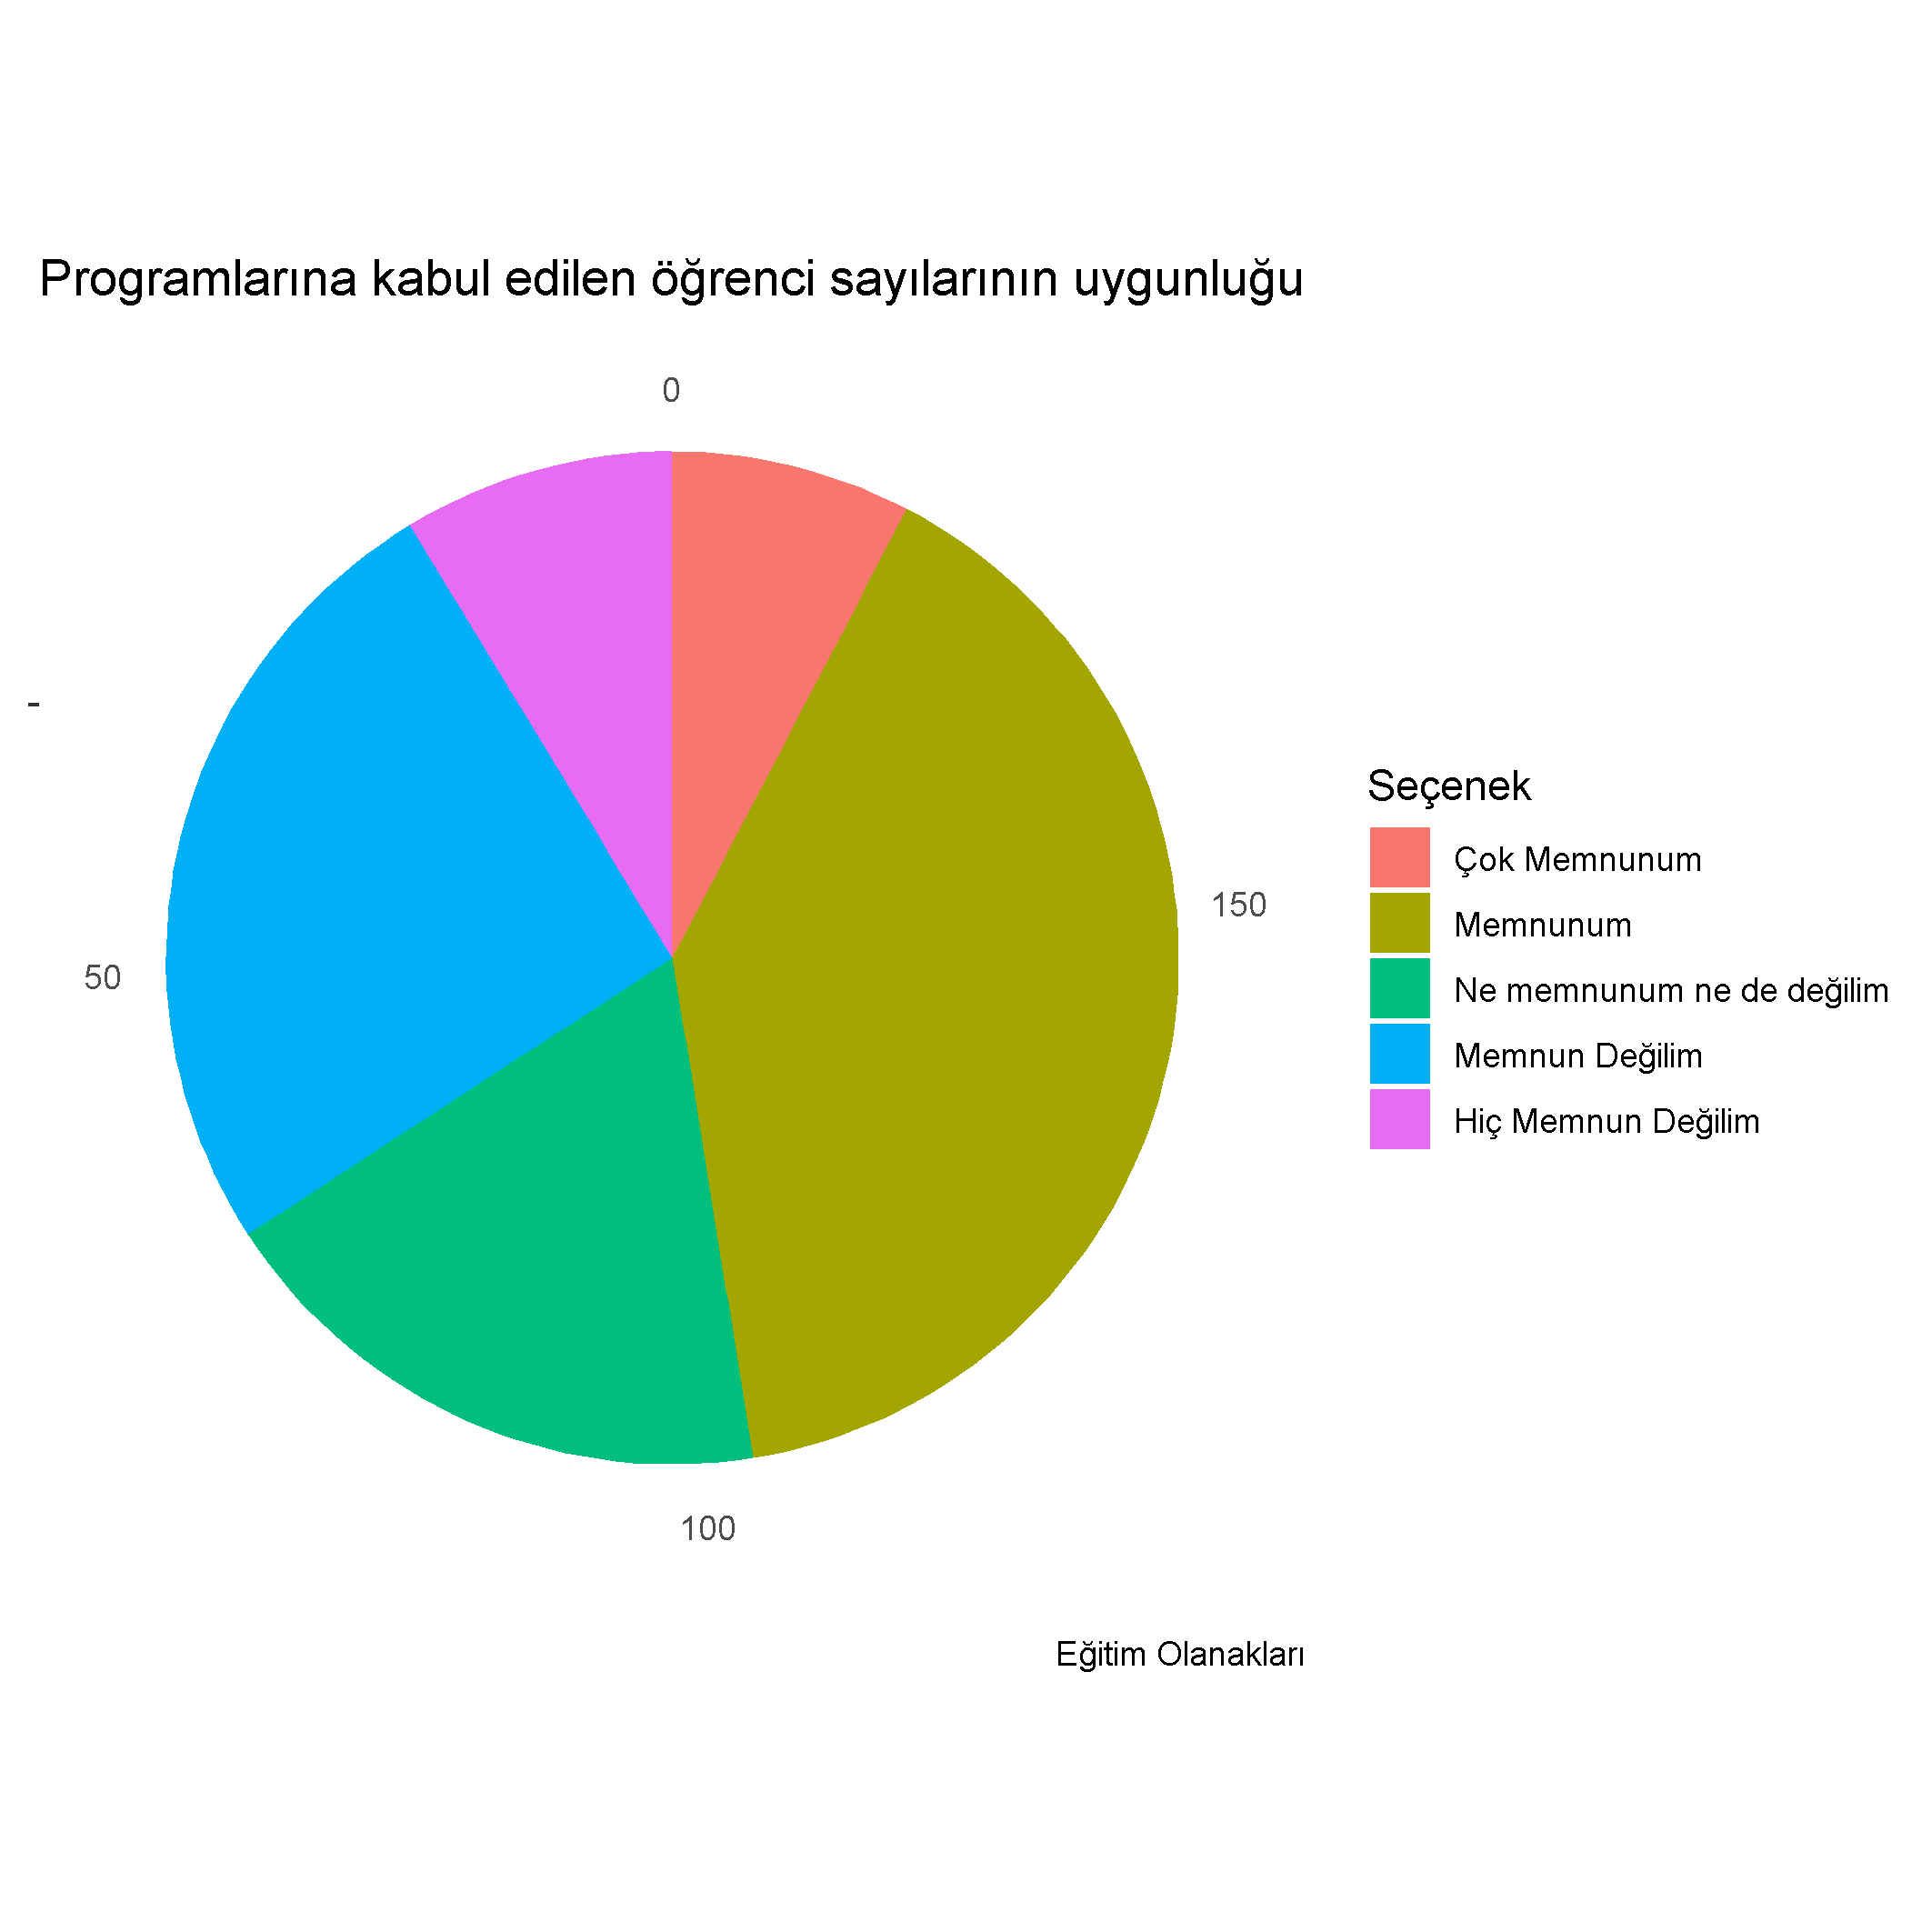 Programlarına kabul edilen öğrenci sayılarının uygunluğu
0
-
150
50
100
Seçenek
Çok Memnunum
Memnunum
Ne memnunum ne de değilim
Memnun Değilim
Hiç Memnun Değilim
Eğitim Olanakları